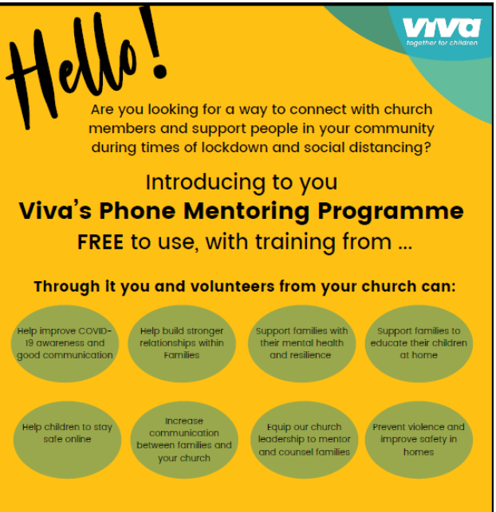 Hello!
viva
together for children
Are you looking for a way to connect with church
members and support people in your community
during times of lockdown and social distancing?
Introducing to you
Viva's Phone Mentoring Programme
FREE to use, with training from ...
Through it you and volunteers from your church can:
Help improve COVID-
19 awareness and
good communication
Help build stronger
relationships within
Families
Support families with
their mental health
and resilience
Support families to
educate their children
at home
Help children to stay
safe online
Increase
communication
between families and
your church
Equip our church
leadership to mentor
and counsel families
Prevent violence and
improve safety in
homes